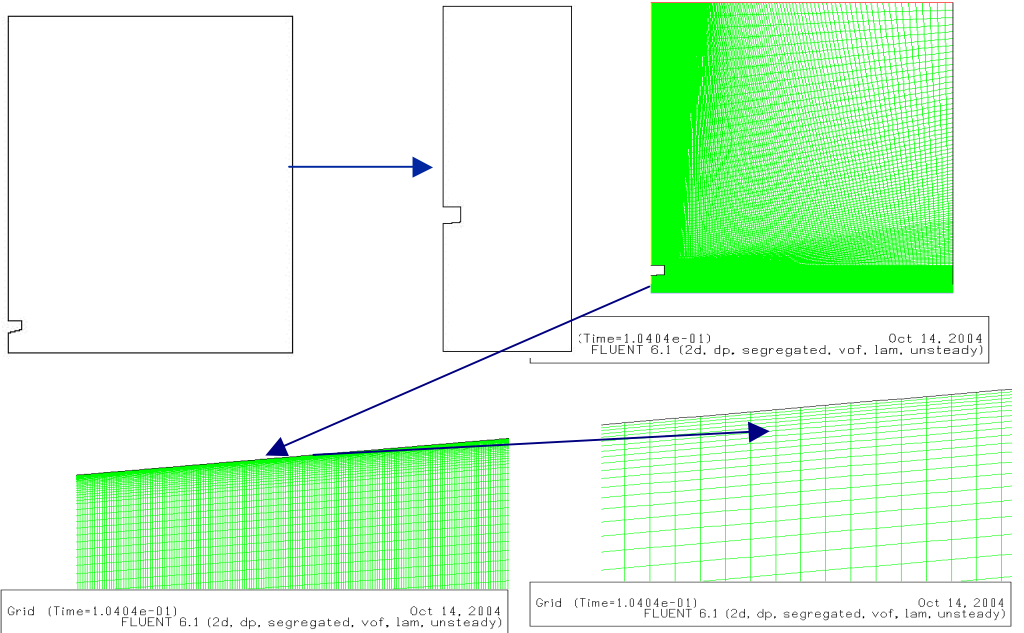 (Time=1.0404e-01) Oct 14, 2004
FLUENT 6.1 (2d, dp, segregated, vof, lam, unsteady)
Grid (Time=1.0404e-01) Oct 14, 2004
FLUENT 6.1 (2d, dp, segregated, vof, lam, unsteady)
Grid (Time=1.0404e-01) Oct 14, 2004
FLUENT 6.1 (2d, dp, segregated, vof, lam, unsteady)